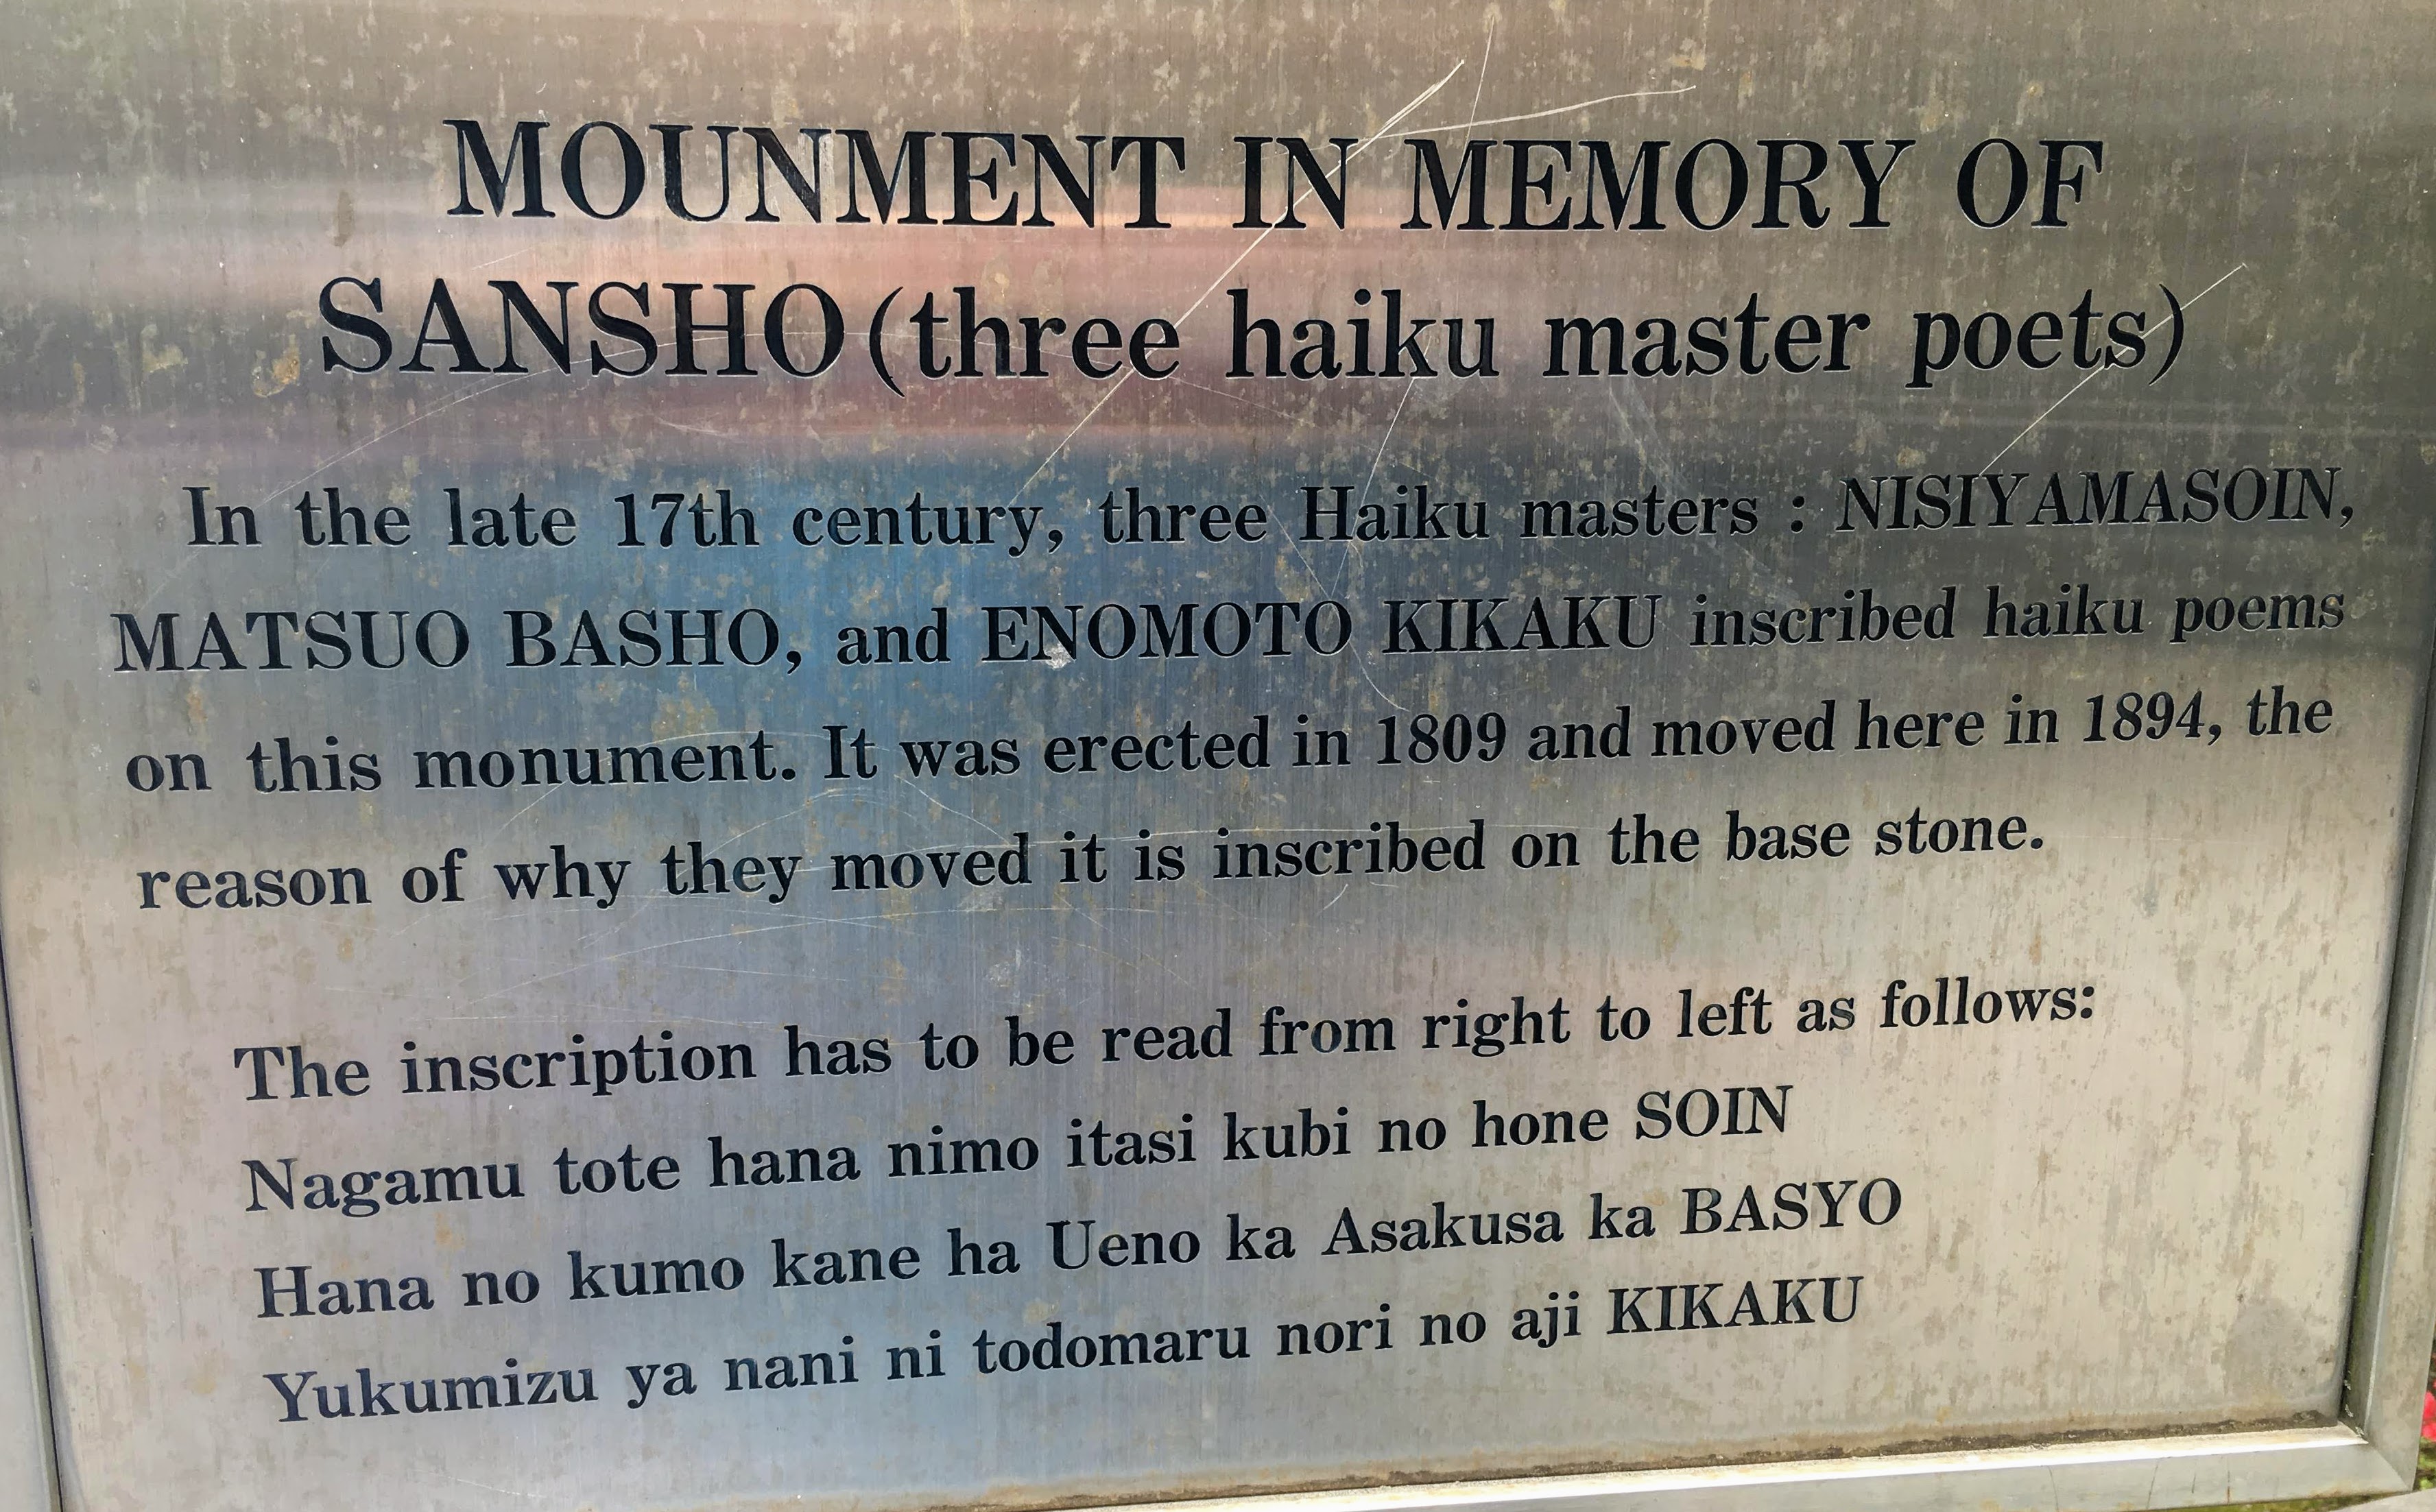 MOUNMENT IN MEMORY OF
SANSHO(three haiku master poets)
In the late 17th century, three Haiku masters : NISIYAMASOIN,
MATSUO BASHO, and ENOMOTO KIKAKU inscribed haiku poems
on this monument. It was erected in 1809 and moved here in 1894, the
reason of why they moved it is inscribed on the base stone.
The inscription has to be read from right to left as follows:
Nagamu tote hana nimo itasi kubi no hone SOIN
Hana no kumo kane ha Ueno ka Asakusa ka BASYO
Yukumizu ya nani ni todomaru nori no aji KIKAKU